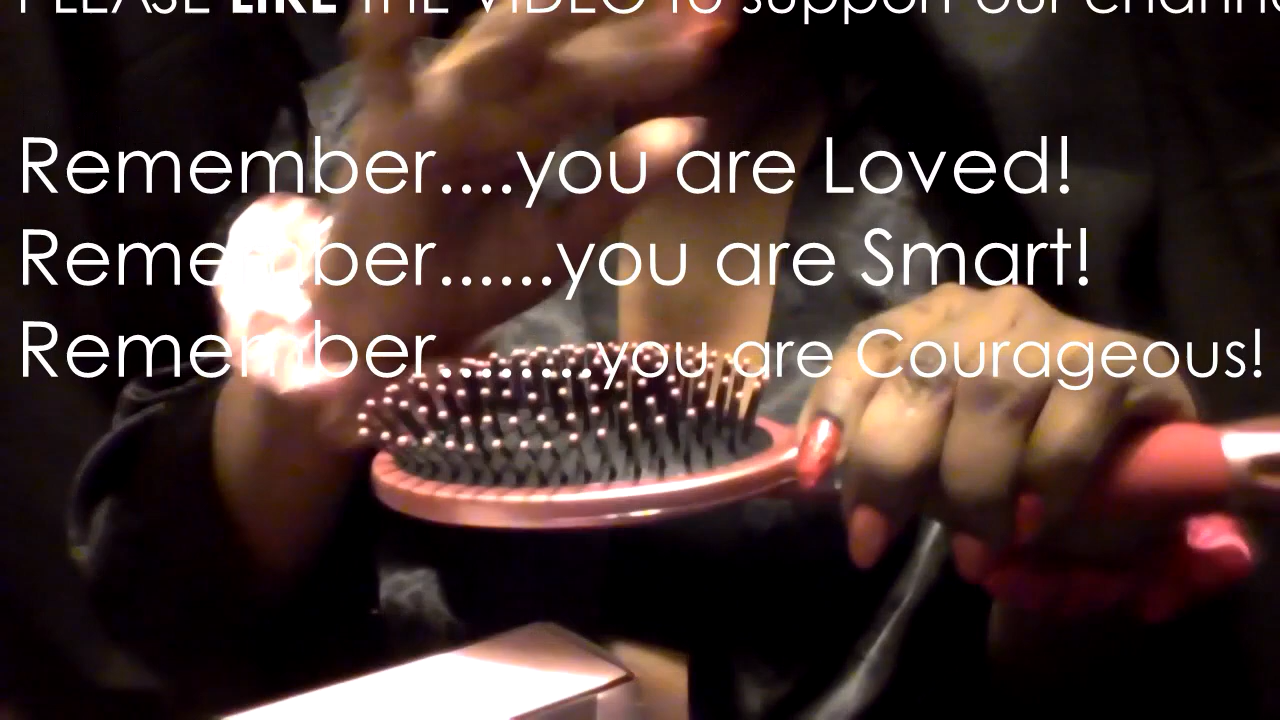 PLEASE LIKE THE VIDEO to support our channe
Remember....you are Loved!
Remember......you are Smart!
Remember........you are Courageous!